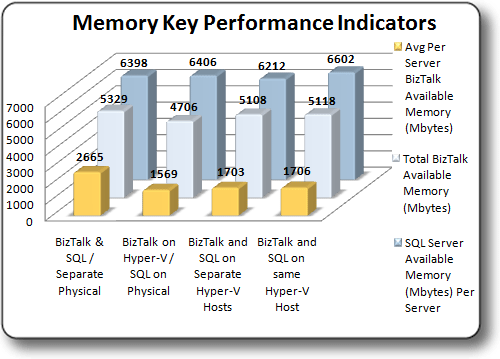 Memory Key Performance Indicators
6398
6406
6212
6602
5329
4706
5108
5118
2665
1569
1703
1706
7000
6000
5000
4000
3000
2000
1000
0
BizTalk &
SQL /
Separate
Physical
BizTalk on
Hyper-V /
SQL on
Physical
BizTalk and
SQL on
Separate
Hyper-V
Hosts
BizTalk and
SQL on
same
Hyper-V
Host
Avg Per
Server
BizTalk
Available
Memory
(Mbytes)
Total BizTalk
Available
Memory
(Mbytes)
SQL Server
Available
Memory
(Mbytes) Per
Server